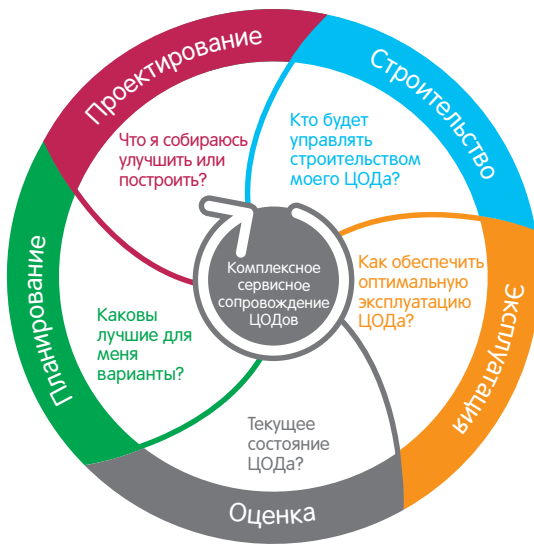 Проектирование
Строительство
Что я собираюсь
улучшить или
построить?
Кто будет
управлять
строительством
моего ЦОДа?
Планирование
Комплексное
сервисное
сопровождение
ЦОДов
Как обеспечить
оптимальную
эксплуатацию
ЦОДа?
Эксплуатация
Каковы
лучшие для
меня
варианты?
Текущее
состояние
ЦОДа?
Оценка